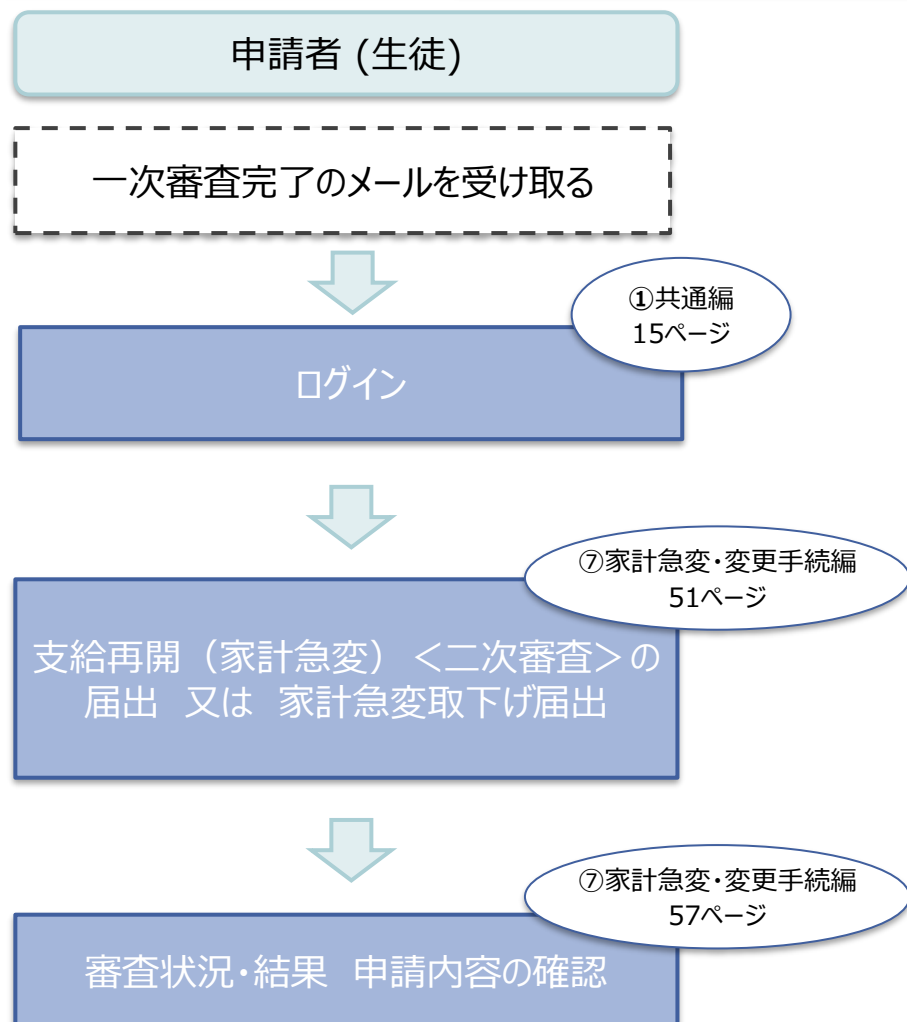 申請者 (生徒)
一次審査完了のメールを受け取る
①共通編
15ページ
ログイン
⑦家計急変・変更手続編
51ページ
支給再開（家計急変）＜二次審査＞の
届出　又は　家計急変取下げ届出
⑦家計急変・変更手続編
57ページ
審査状況・結果　申請内容の確認